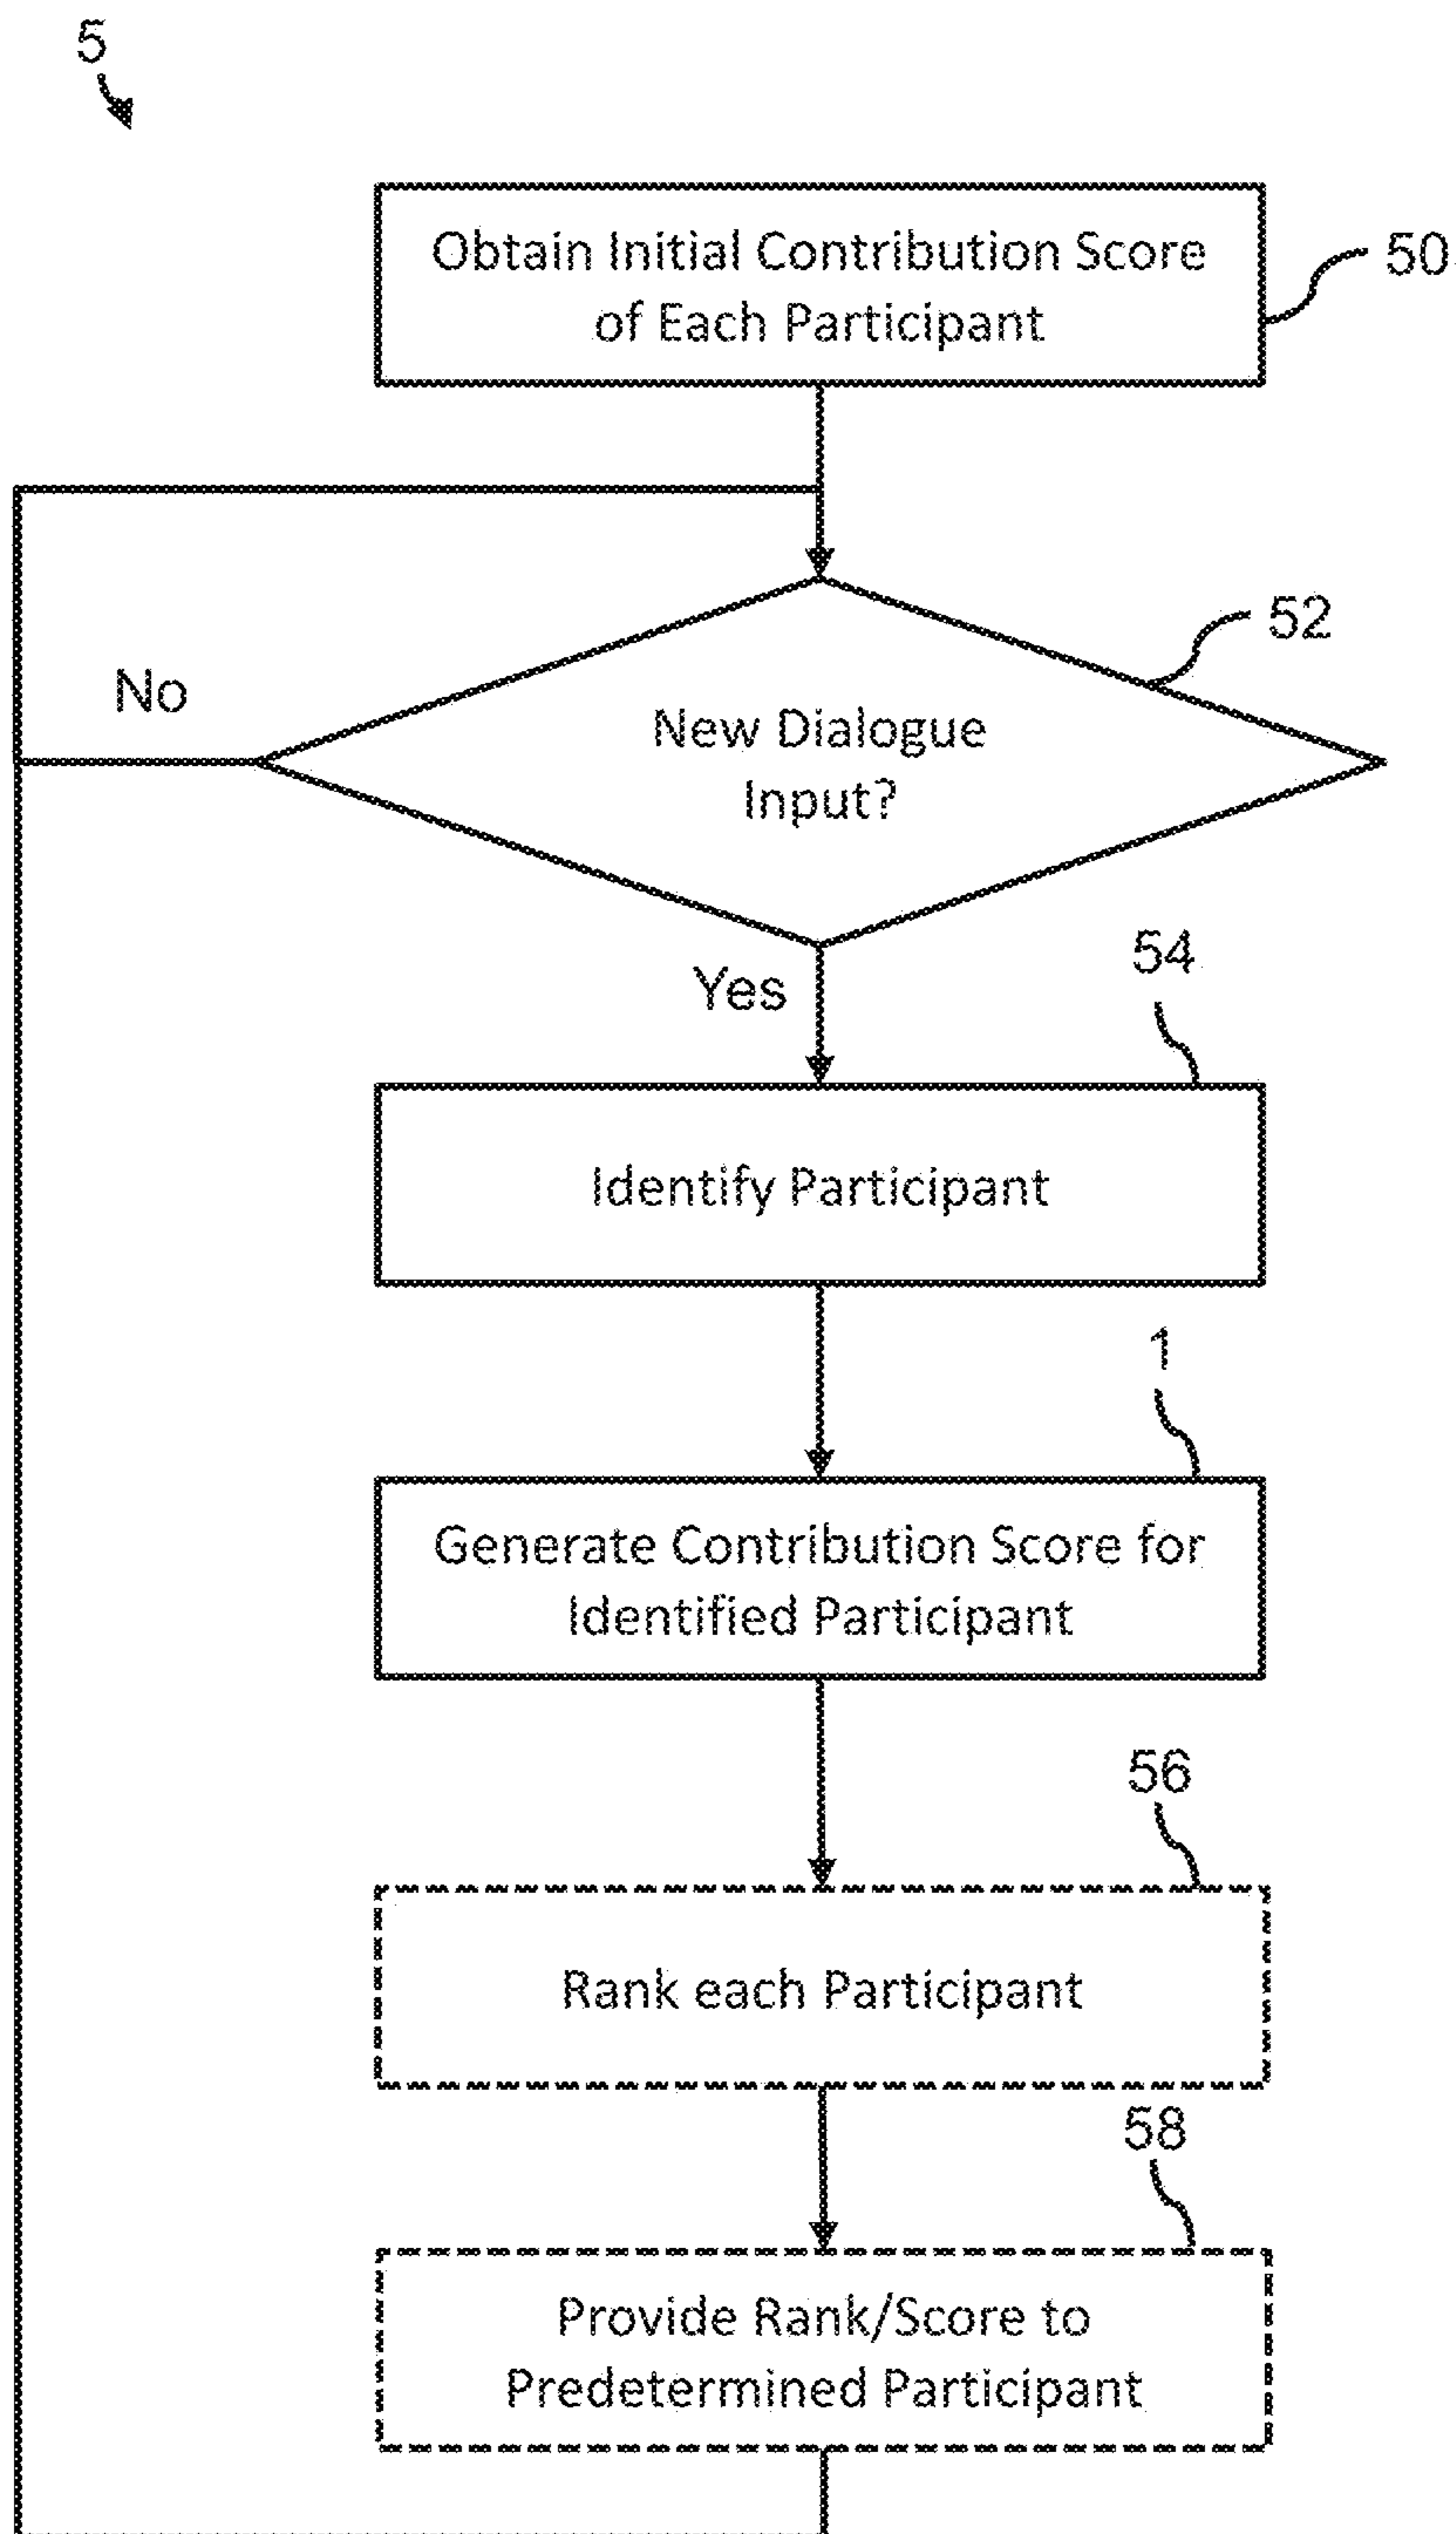 5
Obtain Initial Contribution Score
of Each Participant
50
52
No
New Dialogue
Input?
54
Yes
Identify Participant
1
Generate Contribution Score for
Identified Participant
56
Rank each Participant
58
Provide Rank/Score to
Predetermined Participant